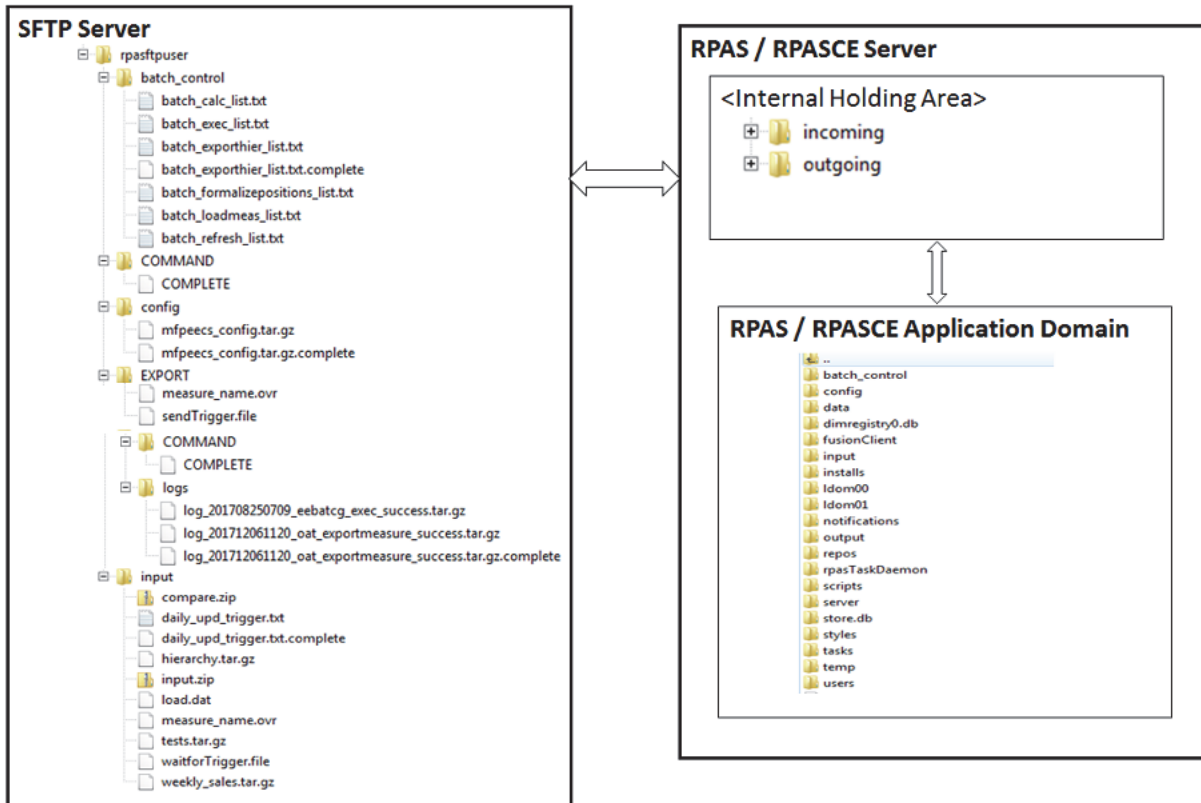 SFTP Server
rpasftpuser
batch_control
batch_calc_list.txt
batch_exec_list.txt
batch_exporthier_list.txt
batch_exporthier_list.txt.complete
batch_formalizepositions_list.txt
batch_loadmeas_list.txt
batch_refresh_list.txt
COMMAND
COMPLETE
config
mfpeecs_config.tar.gz
mfpeecs_config.tar.gz.complete
EXPORT
measure_name.ovr
sendTrigger.file
COMMAND
COMPLETE
logs
log_201708250709_eebatcg_exec_success.tar.gz
log_201712061120_oat_exportmeasure_success.tar.gz
log_201712061120_oat_exportmeasure_success.tar.gz.complete
input
compare.zip
daily_upd_trigger.txt
daily_upd_trigger.txt.complete
hierarchy.tar.gz
input.zip
load.dat
measure_name.ovr
tests.tar.gz
waitforTrigger.file
weekly_sales.tar.gz
RPAS / RPASCE Server
<Internal Holding Area>
incoming
outgoing
RPAS / RPASCE Application Domain
..
batch_control
config
data
dimregistry0.db
fusionClient
input
installs
ldom00
ldom01
notifications
output
repos
rpasTaskDaemon
scripts
server
store.db
styles
tasks
temp
users